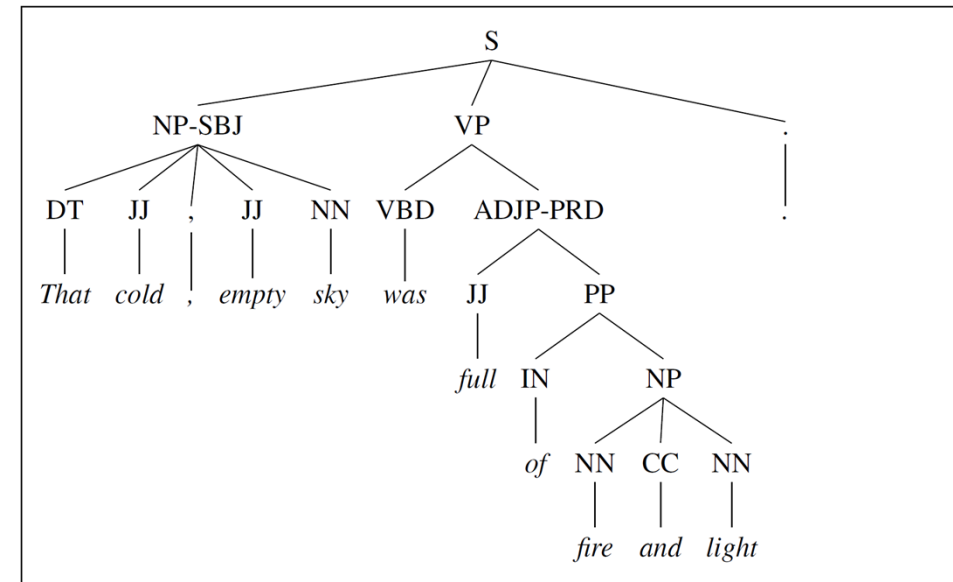 S
NP-SBJ VP .
DT JJ , JJ NN VBD ADJP-PRD .
That cold , empty sky was JJ PP
full IN NP
of NN CC NN
fire and light